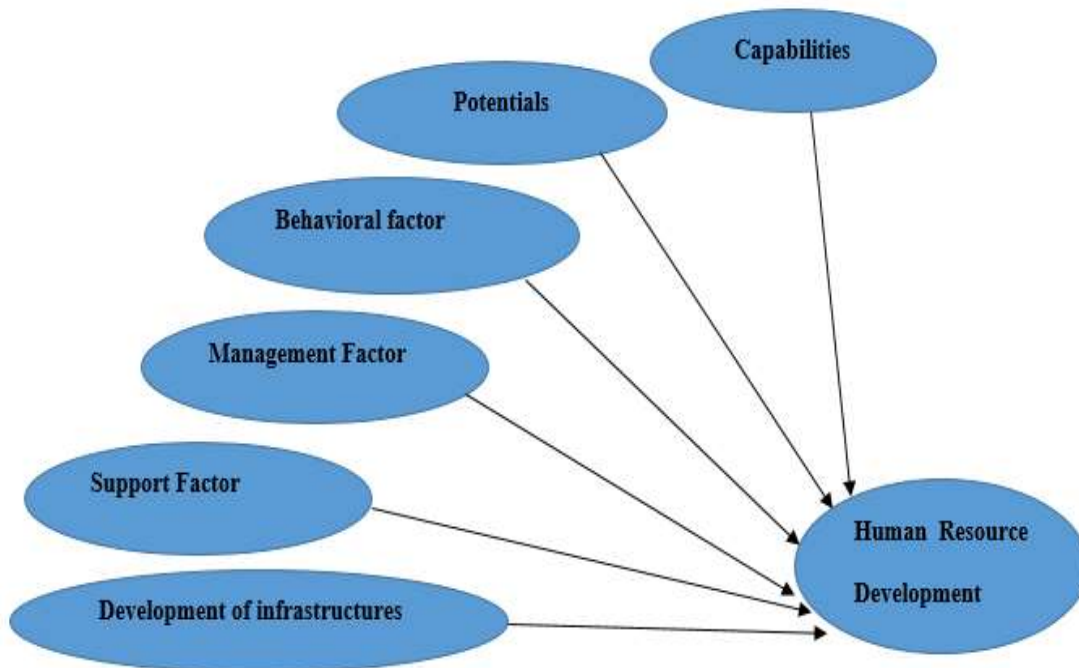 Capabilities
Potentials
Behavioral factor
Management Factor
Support Factor
Human Resource
Development
Development of infrastructures